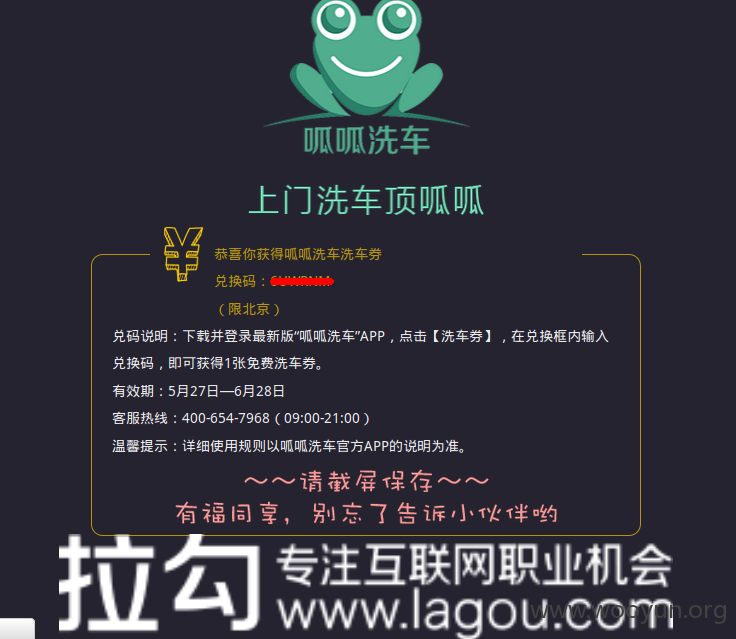 呱呱洗车
上门洗车顶呱呱
恭喜你获得呱呱洗车洗车券
兑换码：
（限北京）
兑码说明：下载并登录最新版“呱呱洗车”APP，点击【洗车券】，在兑换框内输入
兑换码，即可获得1张免费洗车券。
有效期：5月27日—6月28日
客服热线：400-654-7968（09:00-21:00）
温馨提示：详细使用规则以呱呱洗车官方APP的说明为准。
～～请截屏保存～～
有福同享，别忘了告诉小伙伴哟
拉勾 专注互联网职业机会
www.lagou.com
www.wooyun.org